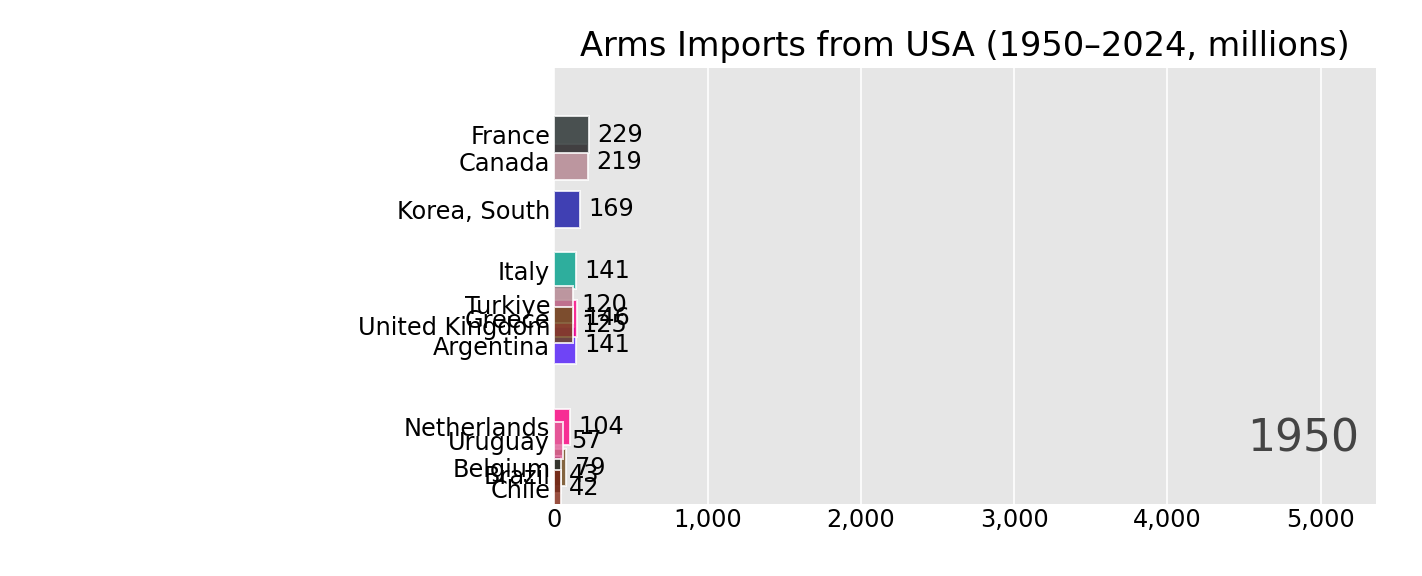 Arms Imports from USA (1950–2024, millions)
France 229
Canada 219
Korea, South 169
Italy 141
Turkiye 120
Greece 146
United Kingdom 125
Argentina 141
Netherlands 104
Uruguay 57
Belgium 79
Brazil 43
Chile 42
1950
0 1,000 2,000 3,000 4,000 5,000